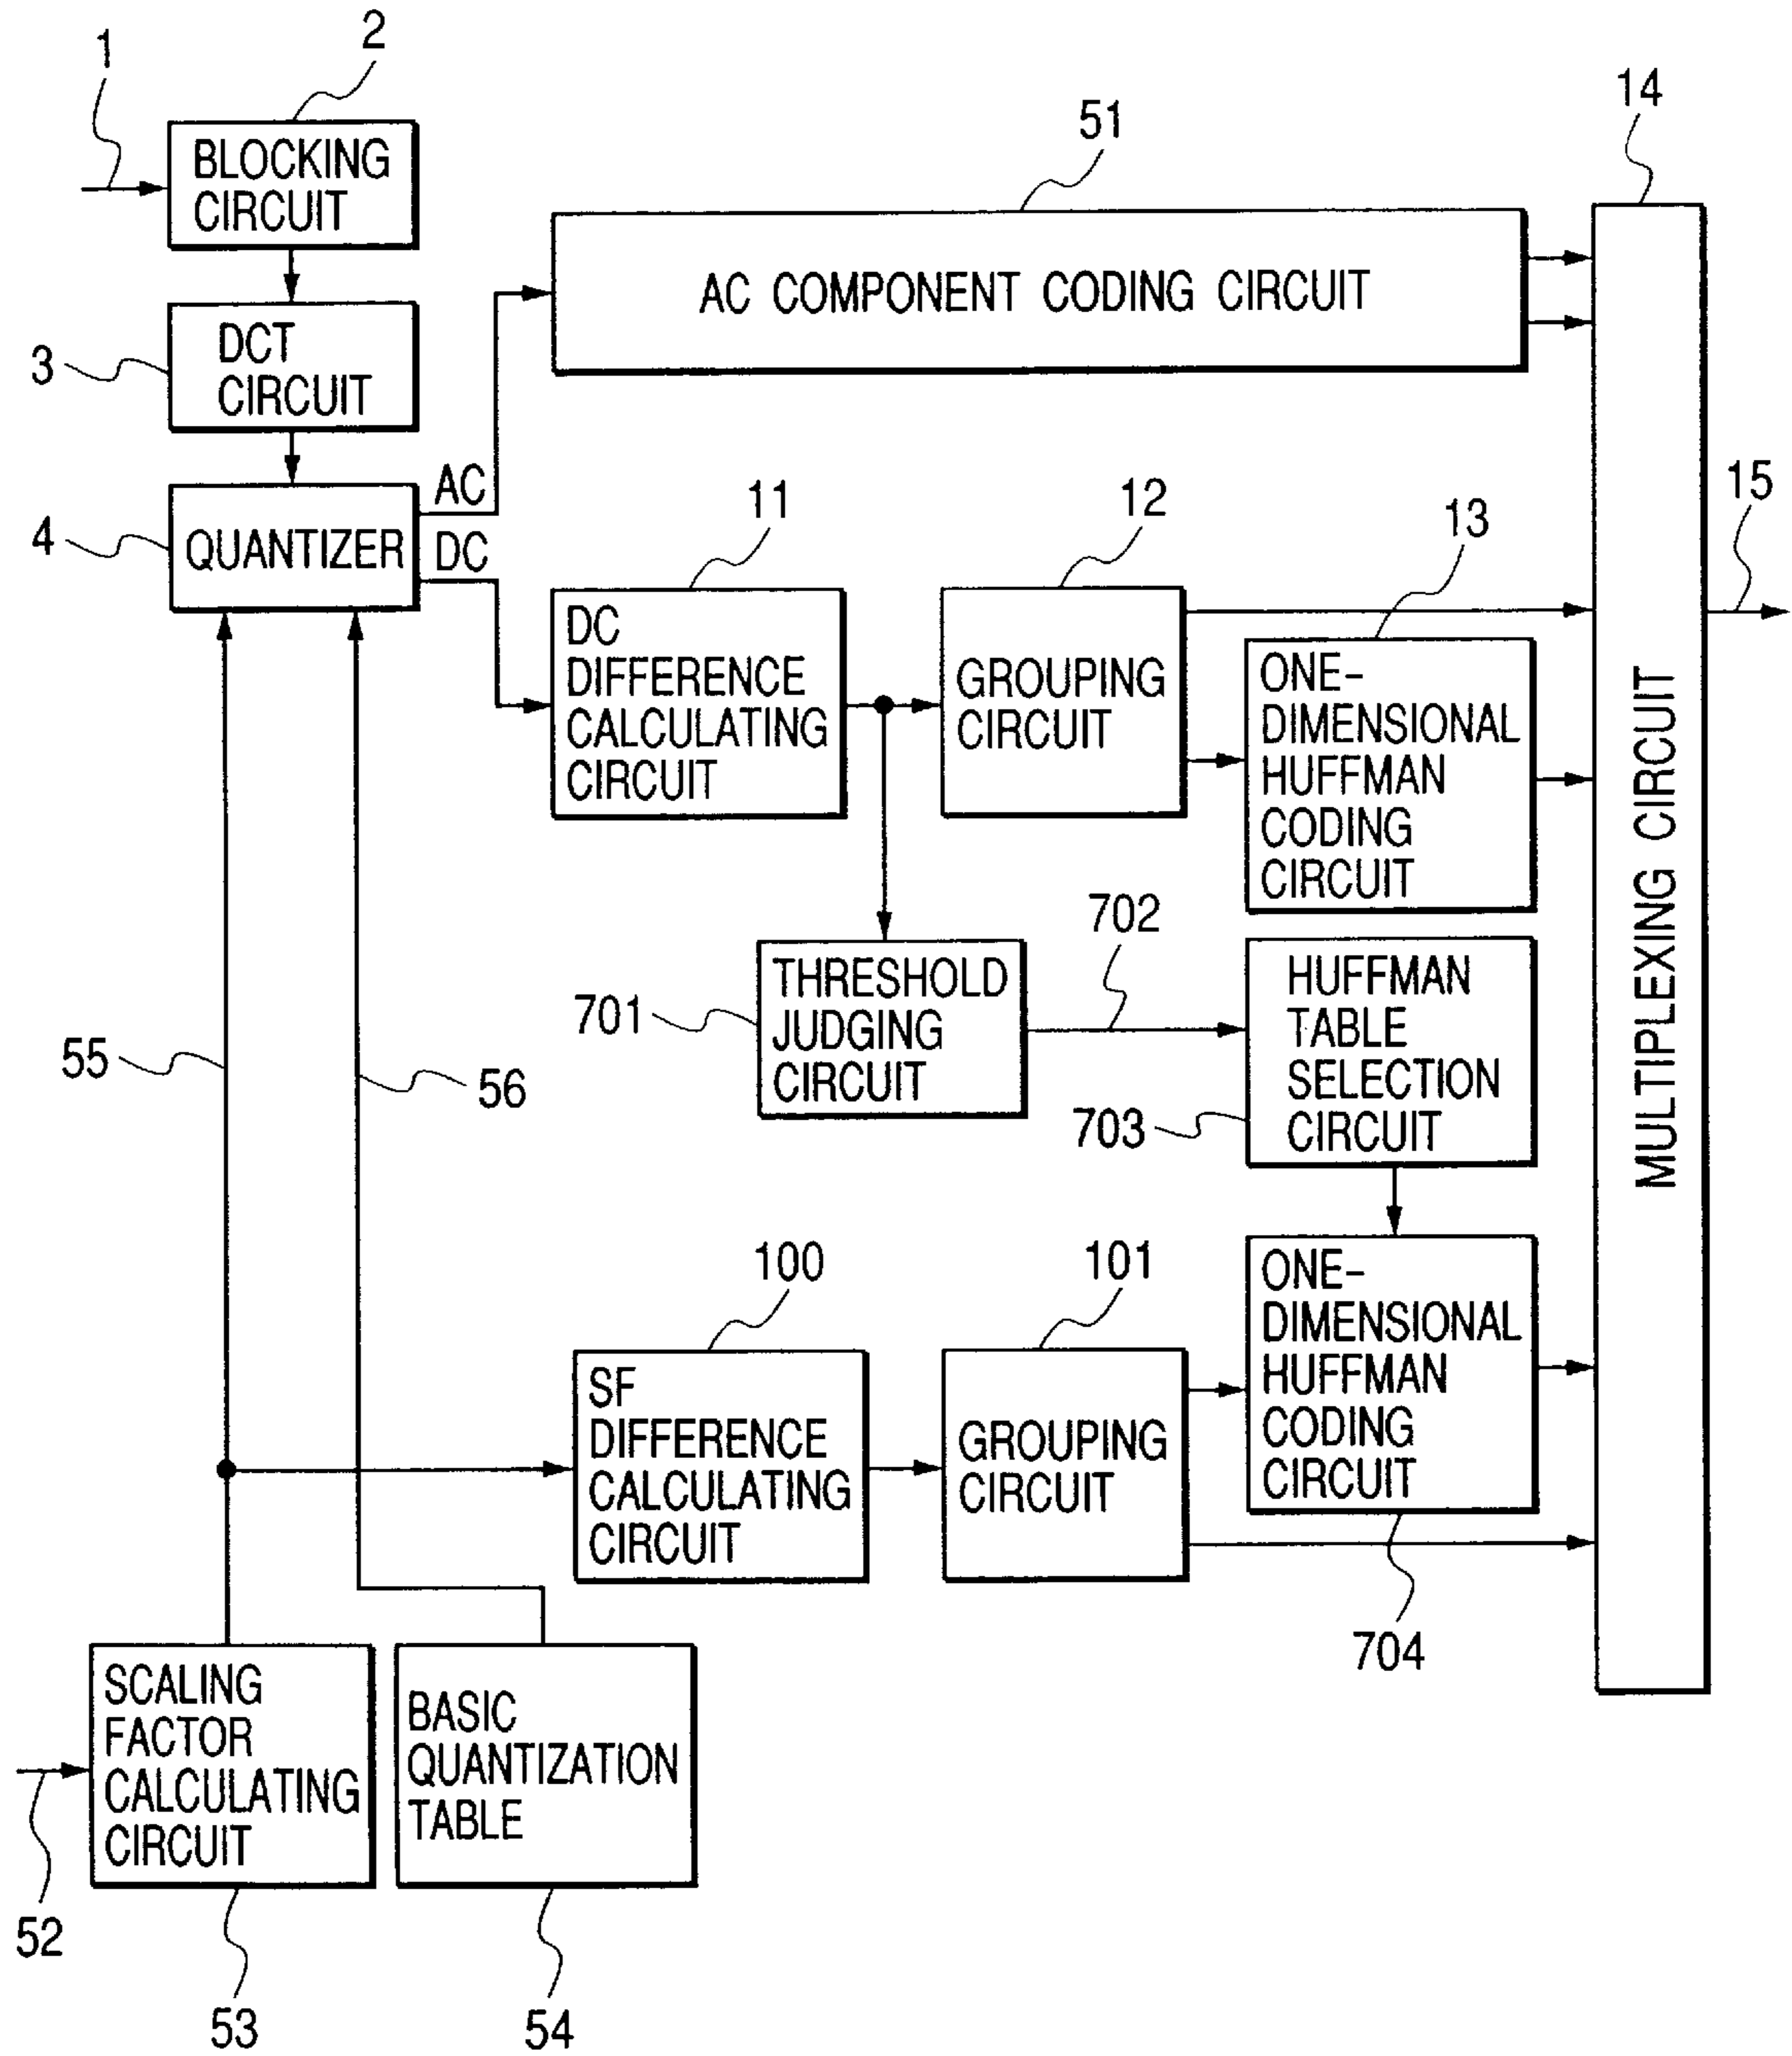 1
2
BLOCKING
CIRCUIT
3
DCT
CIRCUIT
4
QUANTIZER
AC
DC
51
AC COMPONENT CODING CIRCUIT
14
MULTIPLEXING CIRCUIT
15
11
DC
DIFFERENCE
CALCULATING
CIRCUIT
12
GROUPING
CIRCUIT
13
ONE-
DIMENSIONAL
HUFFMAN
CODING
CIRCUIT
701
THRESHOLD
JUDGING
CIRCUIT
702
703
HUFFMAN
TABLE
SELECTION
CIRCUIT
55
56
100
SF
DIFFERENCE
CALCULATING
CIRCUIT
101
GROUPING
CIRCUIT
ONE-
DIMENSIONAL
HUFFMAN
CODING
CIRCUIT
704
52
SCALING
FACTOR
CALCULATING
CIRCUIT
53
BASIC
QUANTIZATION
TABLE
54